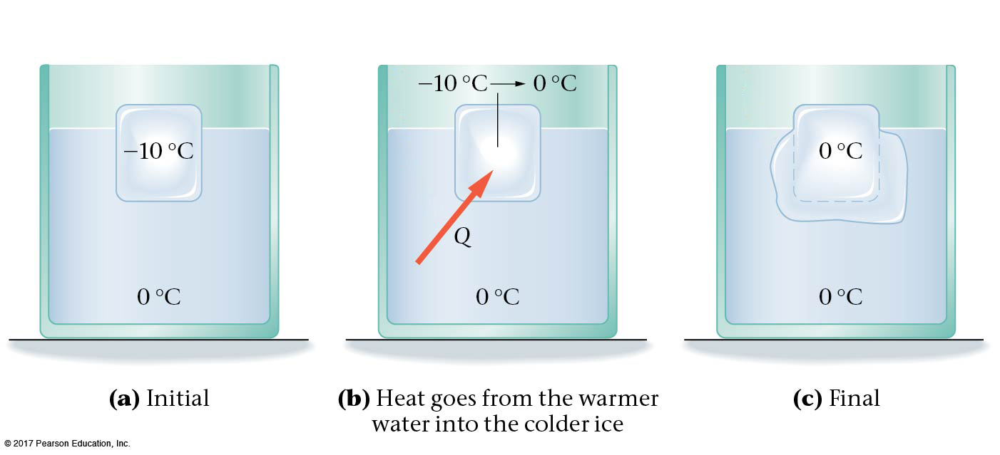 −10 °C
0 °C
(a) Initial
−10 °C → 0 °C
Q
0 °C
(b) Heat goes from the warmer
water into the colder ice
0 °C
0 °C
(c) Final
© 2017 Pearson Education, Inc.